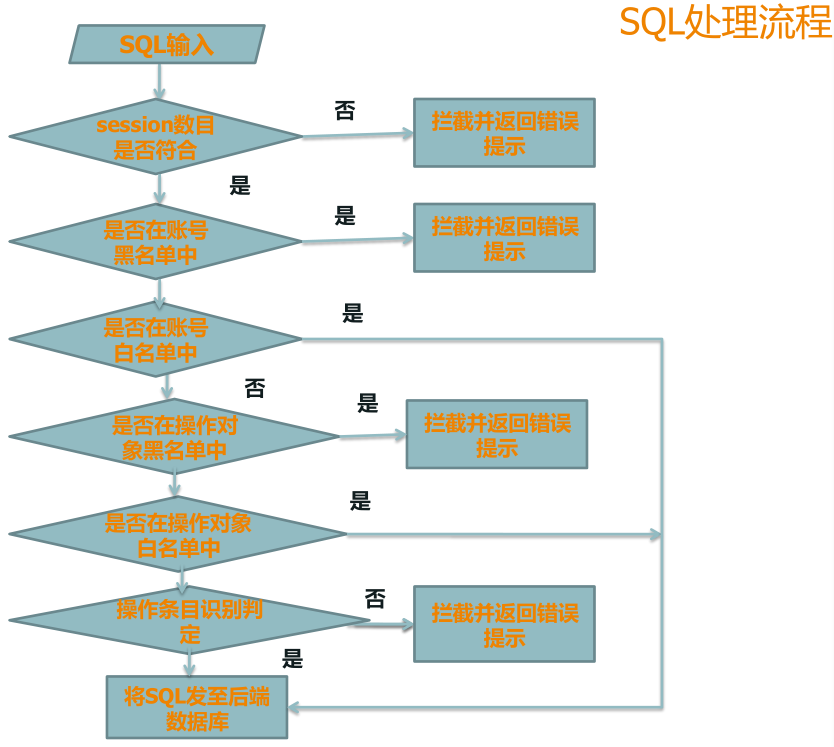 SQL处理流程
SQL输入
session数目
是否符合
否
拦截并返回错误
提示
是
是否在账号
黑名单中
是
拦截并返回错误
提示
是否在账号
白名单中
是
否
是否在操作对
象黑名单中
是
拦截并返回错误
提示
是否在操作对象
白名单中
是
操作条目识别判
定
否
拦截并返回错误
提示
是
将SQL发至后端
数据库